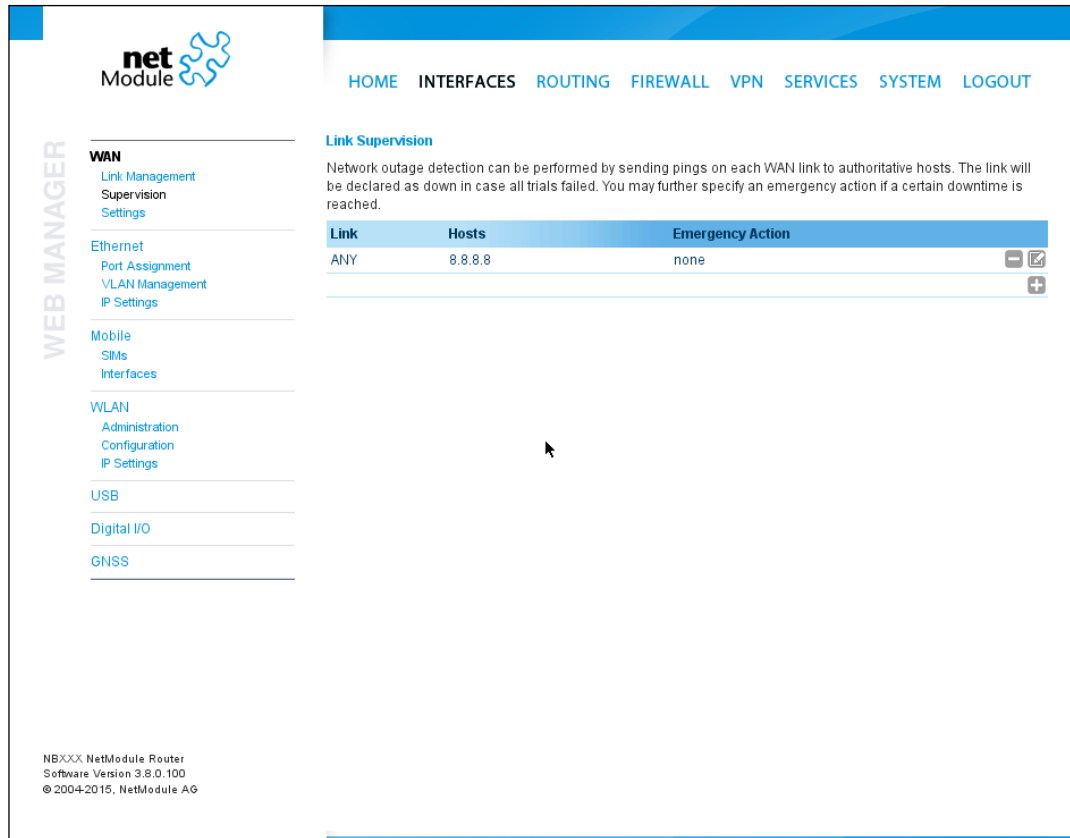 net
Module
HOME INTERFACES ROUTING FIREWALL VPN SERVICES SYSTEM LOGOUT
WEB MANAGER
WAN
Link Management
Supervision
Settings
Ethernet
Port Assignment
VLAN Management
IP Settings
Mobile
SIMs
Interfaces
WLAN
Administration
Configuration
IP Settings
USB
Digital I/O
GNSS
Link Supervision
Network outage detection can be performed by sending pings on each WAN link to authoritative hosts. The link will
be declared as down in case all trials failed. You may further specify an emergency action if a certain downtime is
reached.
Link Hosts Emergency Action
ANY 8.8.8.8 none
NBXXX NetModule Router
Software Version 3.8.0.100
© 2004-2015, NetModule AG